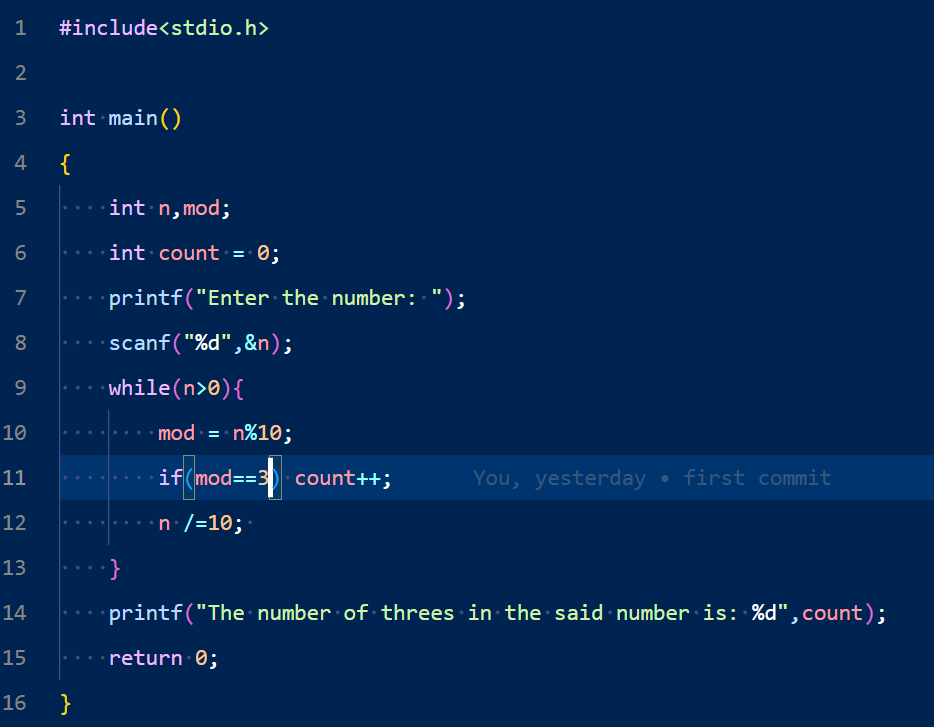 1 #include<stdio.h>
2
3 int main()
4 {
5     int n,mod;
6     int count = 0;
7     printf("Enter the number: ");
8     scanf("%d",&n);
9     while(n>0){
10         mod = n%10;
11         if(mod==3) count++;     You, yesterday • first commit
12         n /=10;
13     }
14     printf("The number of threes in the said number is: %d",count);
15     return 0;
16 }